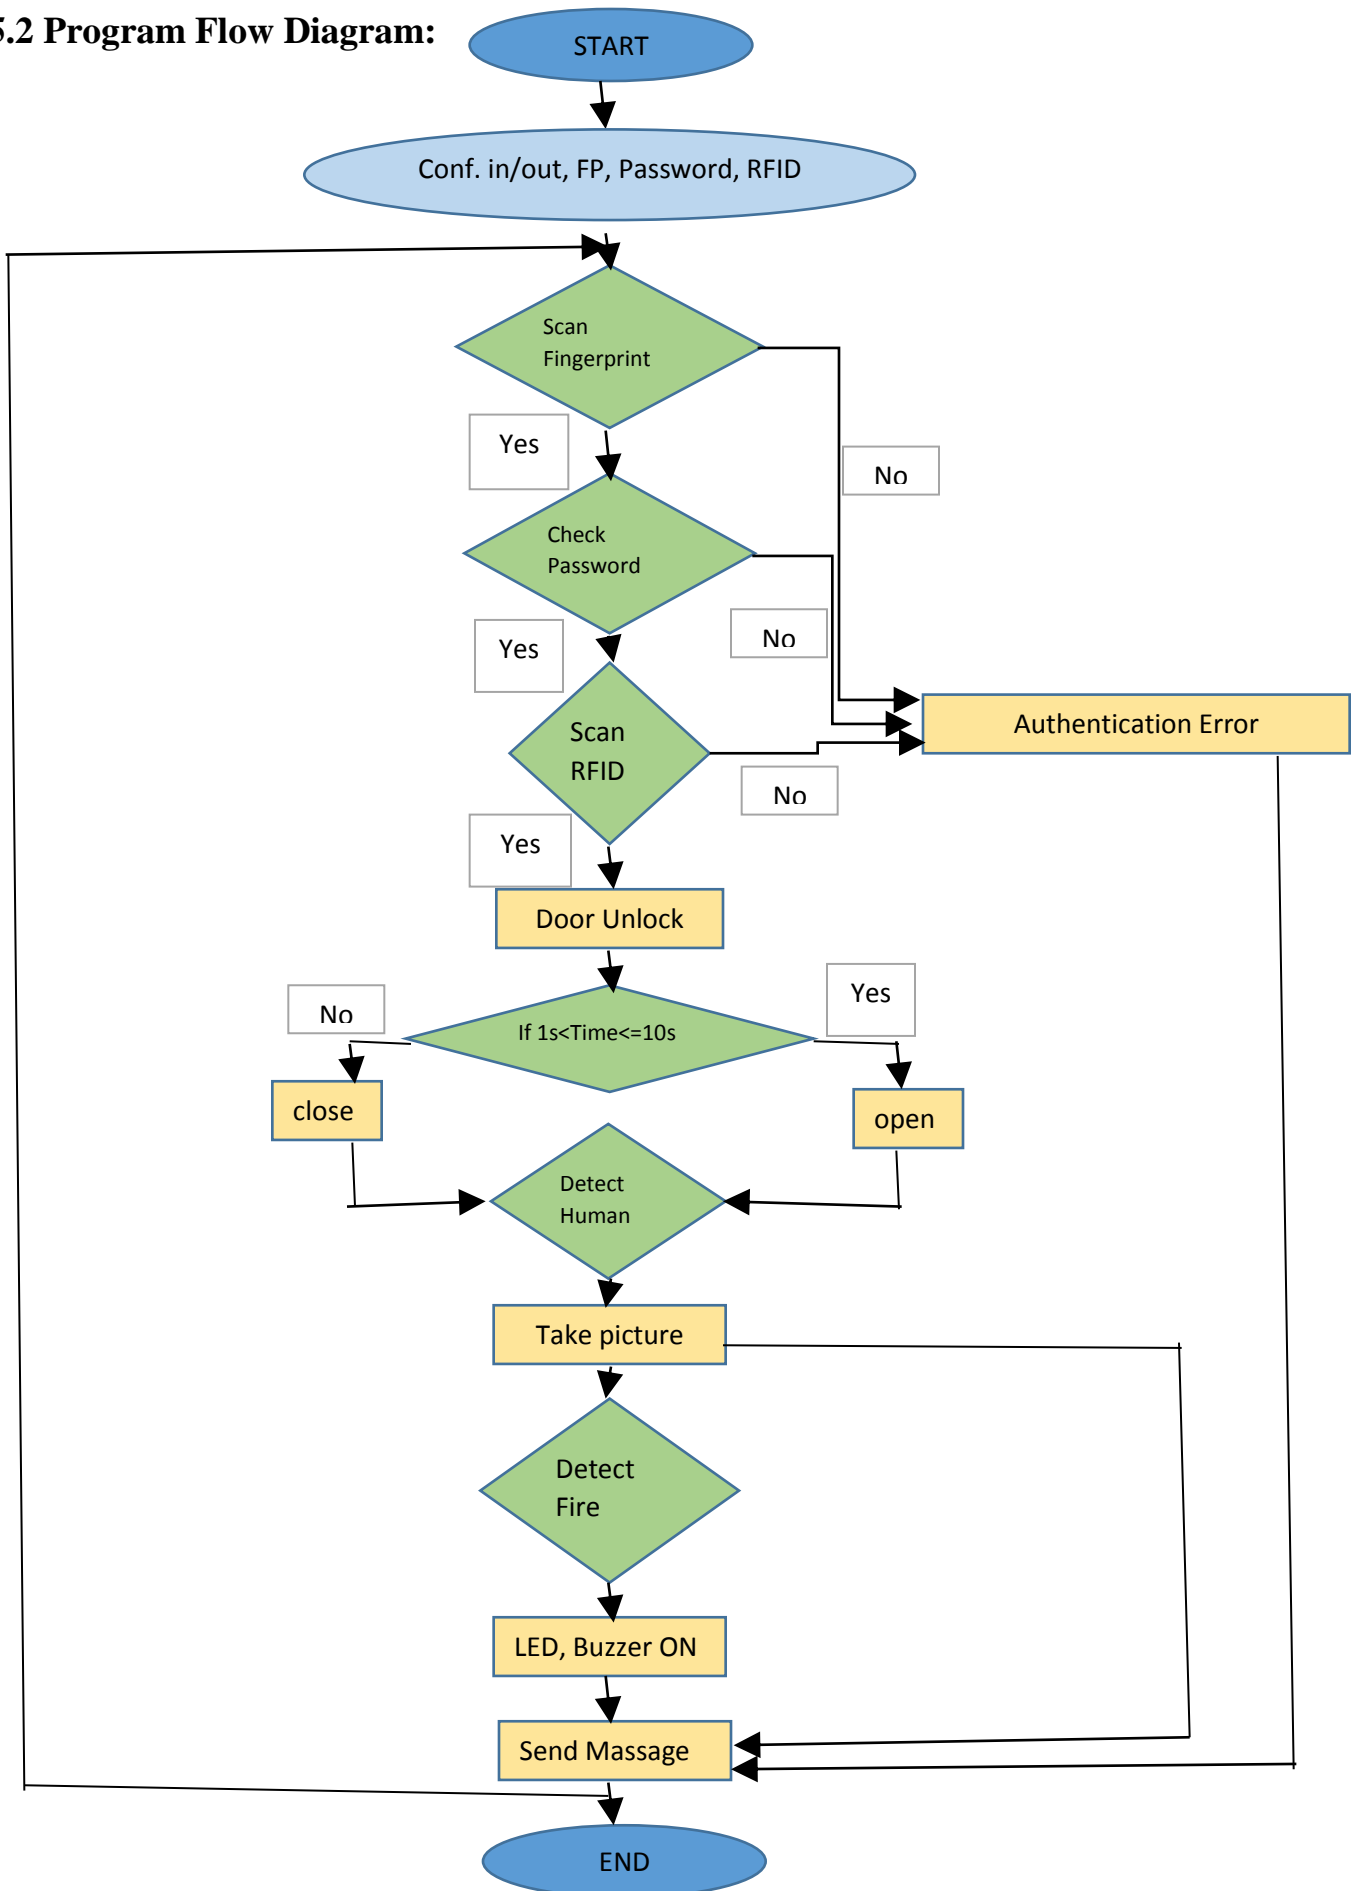 5.2 Program Flow Diagram:
START
Conf. in/out, FP, Password, RFID
Scan
Fingerprint
Yes
No
Check
Password
Yes
No
Scan
RFID
Authentication Error
No
Yes
Door Unlock
No
Yes
If 1s<Time<=10s
close
open
Detect
Human
Take picture
Detect
Fire
LED, Buzzer ON
Send Massage
END